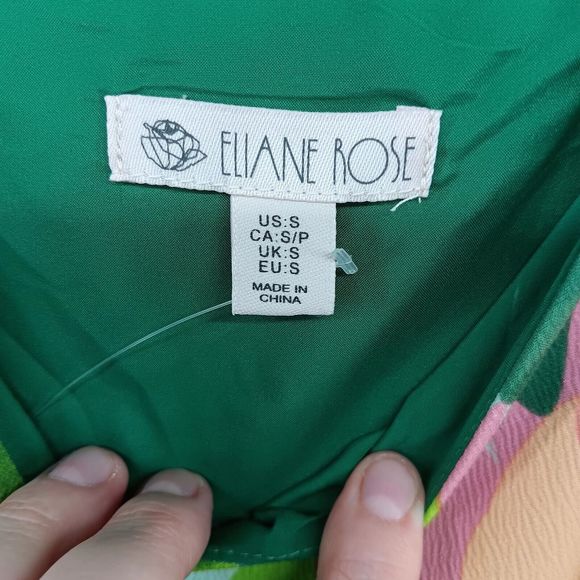 ELIANE ROSE
US:S
CA:S/P
UK:S
EU:S
MADE IN
CHINA